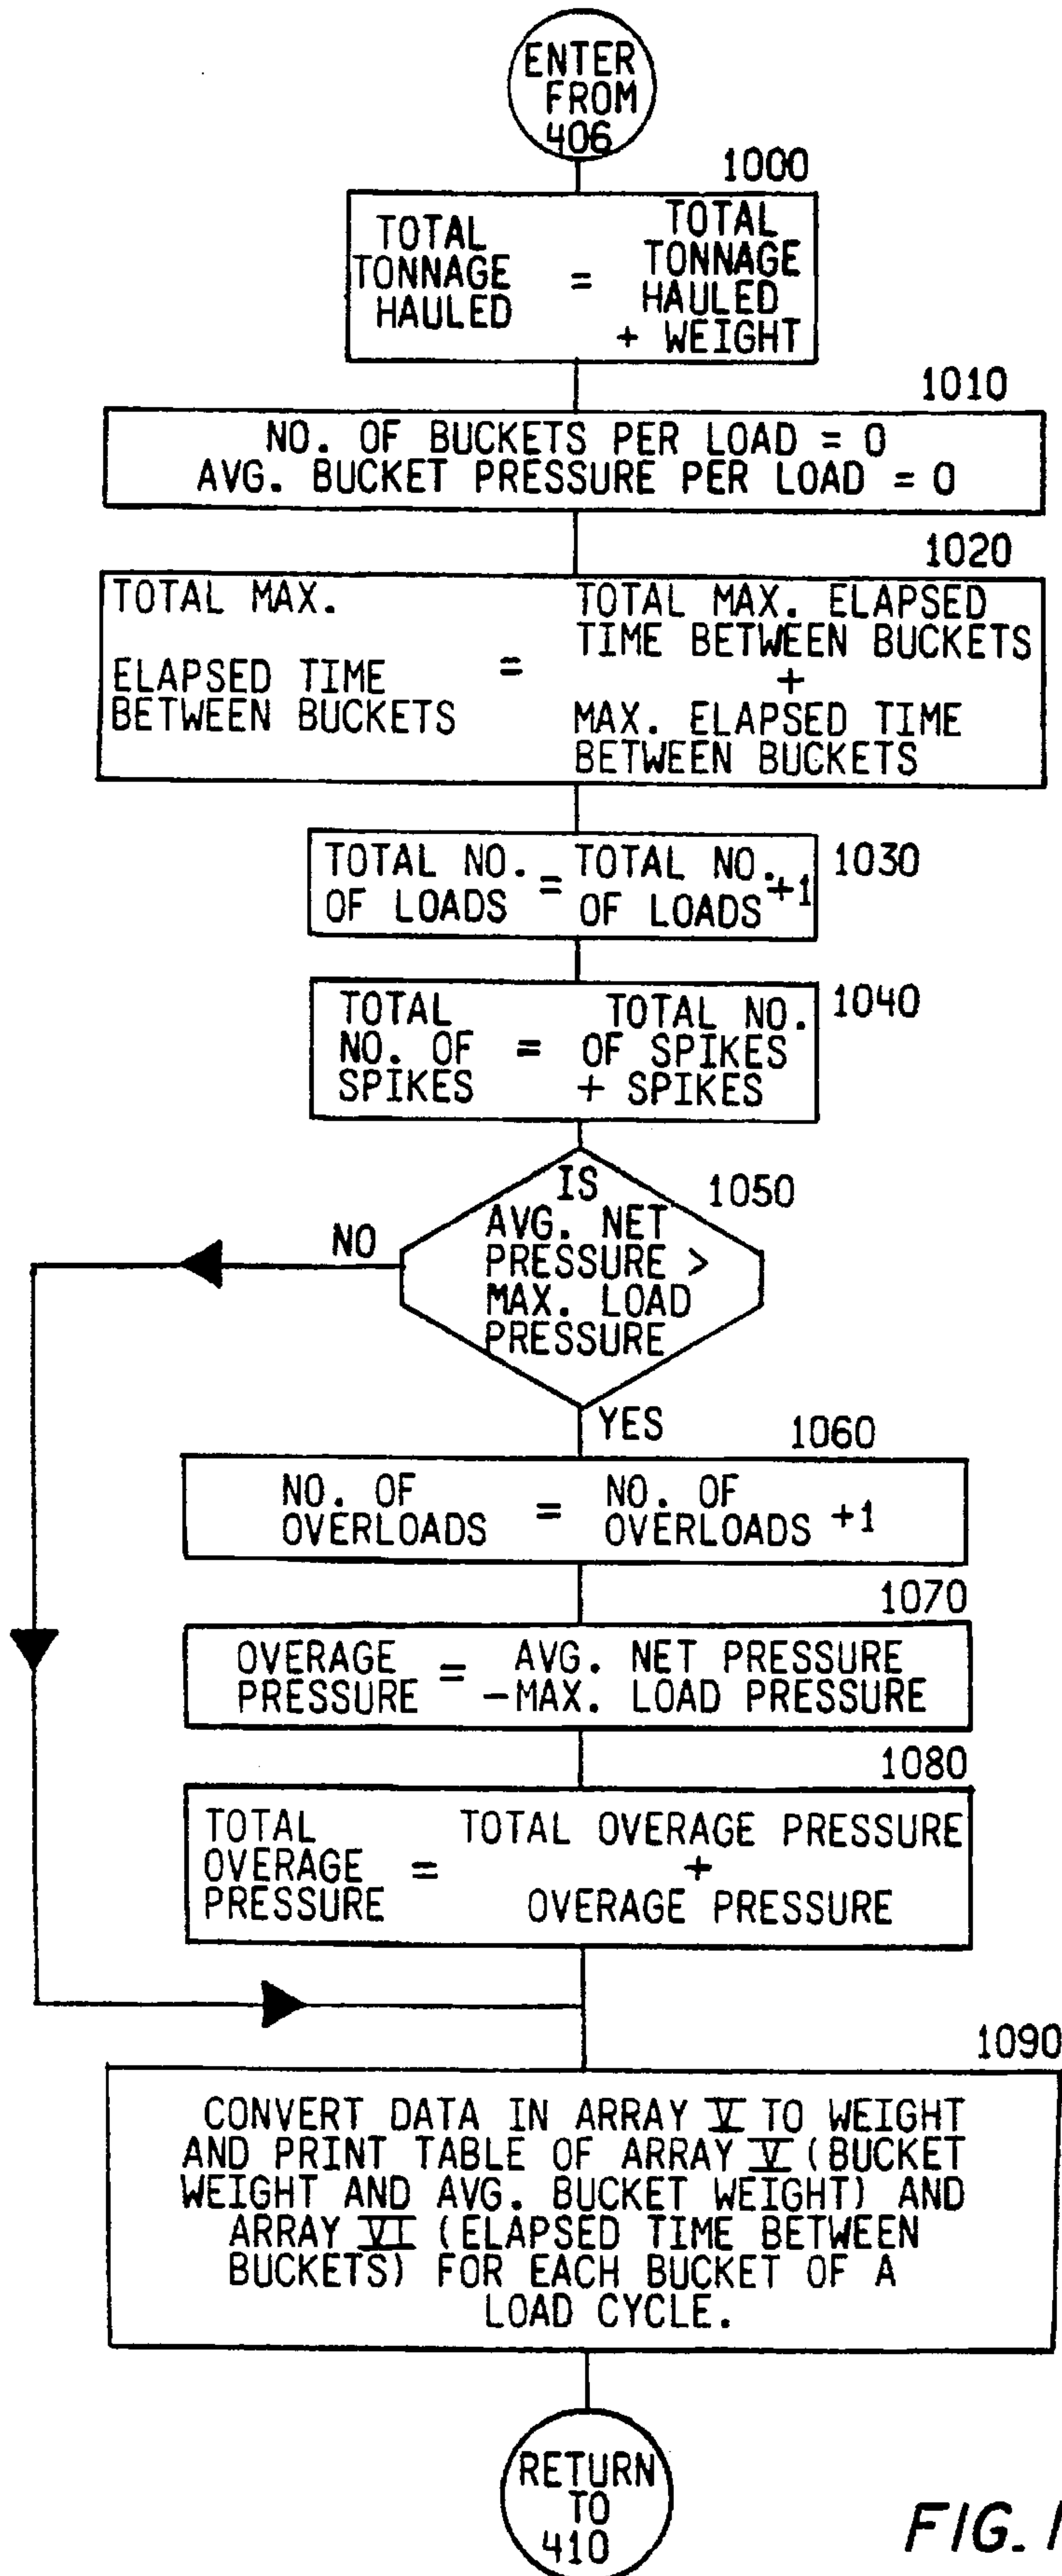 ENTER
FROM
406
1000
TOTAL
TONNAGE
HAULED
=
TOTAL
TONNAGE
HAULED
+ WEIGHT
1010
NO. OF BUCKETS PER LOAD = 0
AVG. BUCKET PRESSURE PER LOAD = 0
1020
TOTAL MAX.
ELAPSED TIME
BETWEEN BUCKETS
=
TOTAL MAX. ELAPSED
TIME BETWEEN BUCKETS
+
MAX. ELAPSED TIME
BETWEEN BUCKETS
1030
TOTAL NO.
OF LOADS
=
TOTAL NO.
OF LOADS
+1
1040
TOTAL
NO. OF
SPIKES
=
TOTAL NO.
OF SPIKES
+ SPIKES
1050
IS
AVG. NET
PRESSURE >
MAX. LOAD
PRESSURE
NO
YES
1060
NO. OF
OVERLOADS
=
NO. OF
OVERLOADS
+1
1070
OVERAGE
PRESSURE
=
AVG. NET PRESSURE
-MAX. LOAD PRESSURE
1080
TOTAL
OVERAGE
PRESSURE
=
TOTAL OVERAGE PRESSURE
+
OVERAGE PRESSURE
1090
CONVERT DATA IN ARRAY V TO WEIGHT
AND PRINT TABLE OF ARRAY V (BUCKET
WEIGHT AND AVG. BUCKET WEIGHT) AND
ARRAY VI (ELAPSED TIME BETWEEN
BUCKETS) FOR EACH BUCKET OF A
LOAD CYCLE.
RETURN
TO
410
FIG. 1